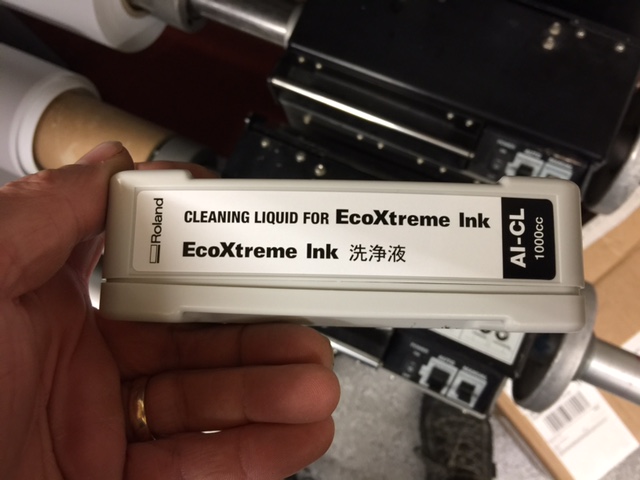 Roland
CLEANING LIQUID FOR EcoXtreme Ink
EcoXtreme Ink 洗浄液
AI-CL
1000cc